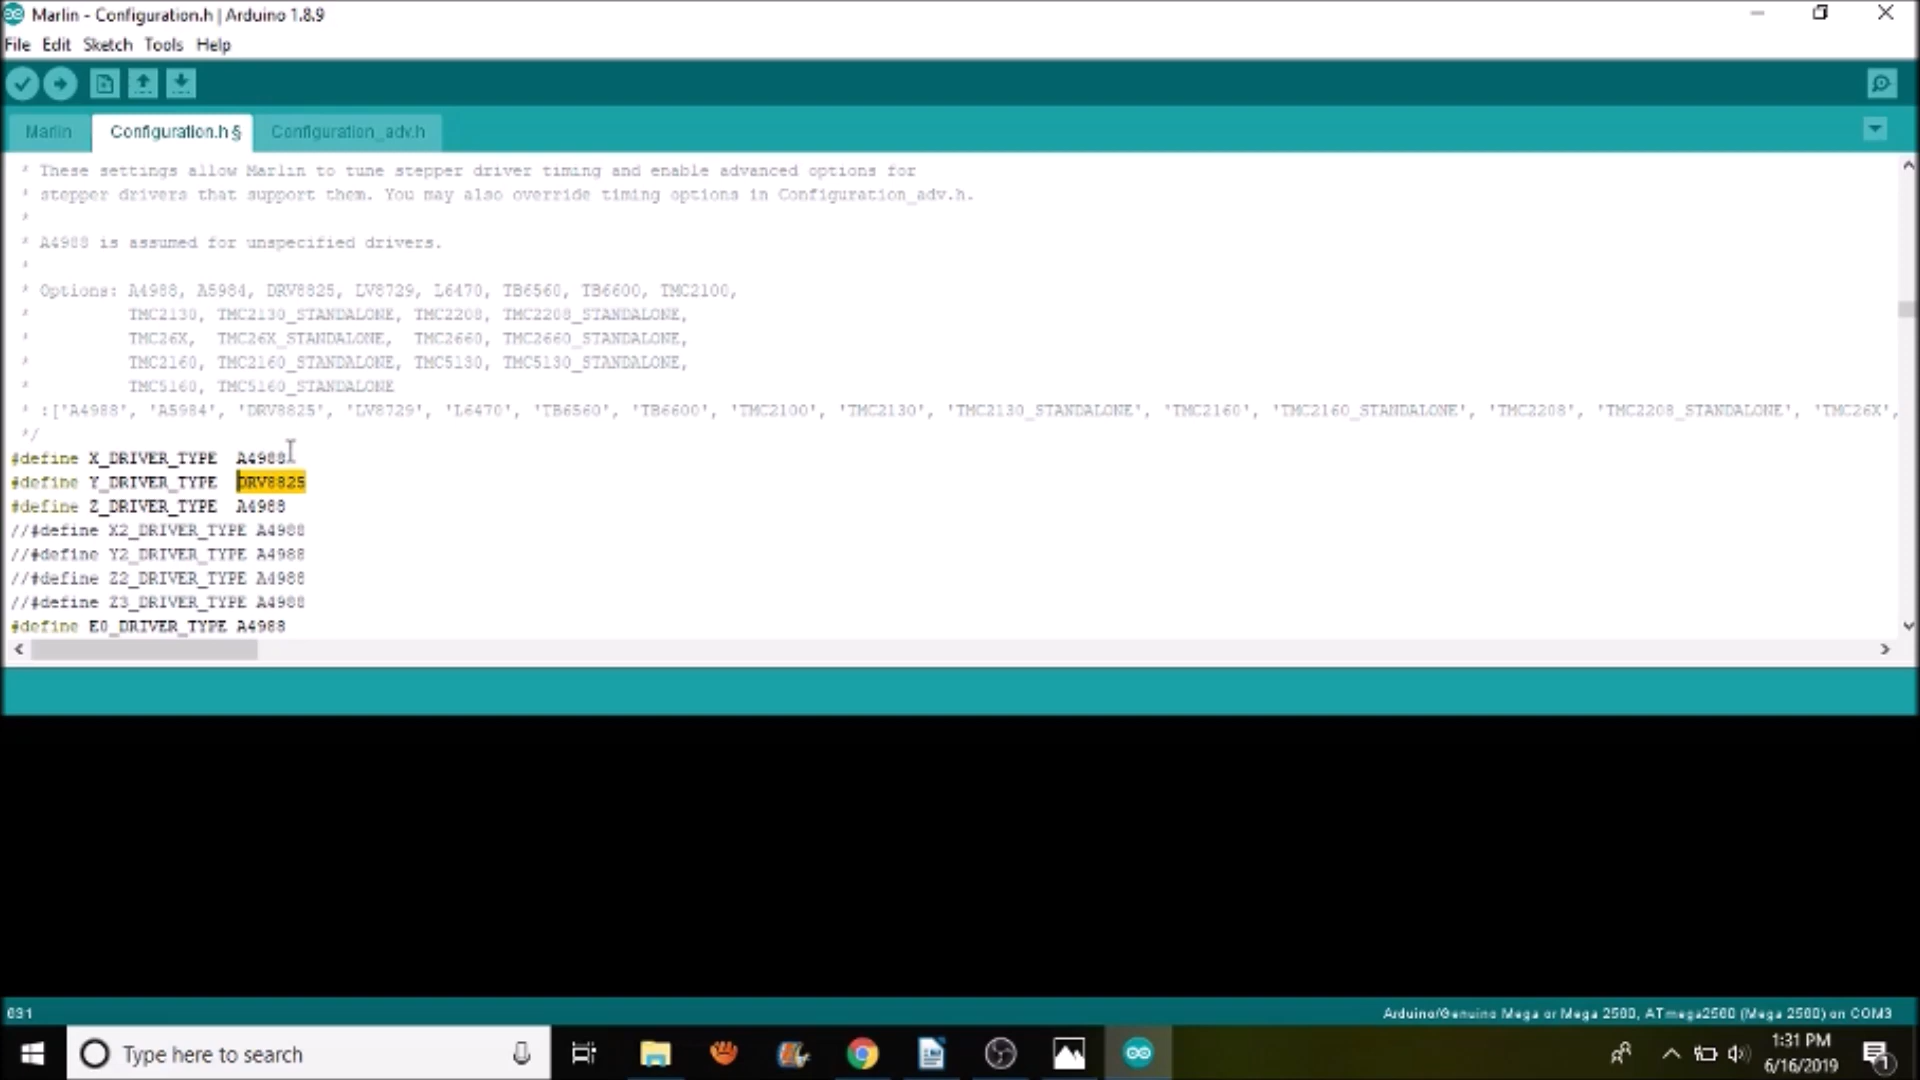 Marlin - Configuration.h | Arduino 1.8.9
File Edit Sketch Tools Help
Marlin Configuration.h § Configuration_adv.h
* These settings allow Marlin to tune stepper driver timing and enable advanced options for
* stepper drivers that support them. You may also override timing options in Configuration_adv.h.
*
* A4988 is assumed for unspecified drivers.
*
* Options: A4988, A5984, DRV8825, LV8729, L6470, TB6560, TB6600, TMC2100,
* TMC2130, TMC2130_STANDALONE, TMC2208, TMC2208_STANDALONE,
* TMC26X, TMC26X_STANDALONE, TMC2660, TMC2660_STANDALONE,
* TMC2160, TMC2160_STANDALONE, TMC5130, TMC5130_STANDALONE,
* TMC5160, TMC5160_STANDALONE
* :['A4988', 'A5984', 'DRV8825', 'LV8729', 'L6470', 'TB6560', 'TB6600', 'TMC2100', 'TMC2130', 'TMC2130_STANDALONE', 'TMC2160', 'TMC2160_STANDALONE', 'TMC2208', 'TMC2208_STANDALONE', 'TMC26X',
*/
#define X_DRIVER_TYPE A4988
#define Y_DRIVER_TYPE DRV8825
#define Z_DRIVER_TYPE A4988
//#define X2_DRIVER_TYPE A4988
//#define Y2_DRIVER_TYPE A4988
//#define Z2_DRIVER_TYPE A4988
//#define Z3_DRIVER_TYPE A4988
#define E0_DRIVER_TYPE A4988
631 Arduino/Genuino Mega or Mega 2560, ATmega2560 (Mega 2560) on COM3
Type here to search
1:31 PM
6/16/2019
1